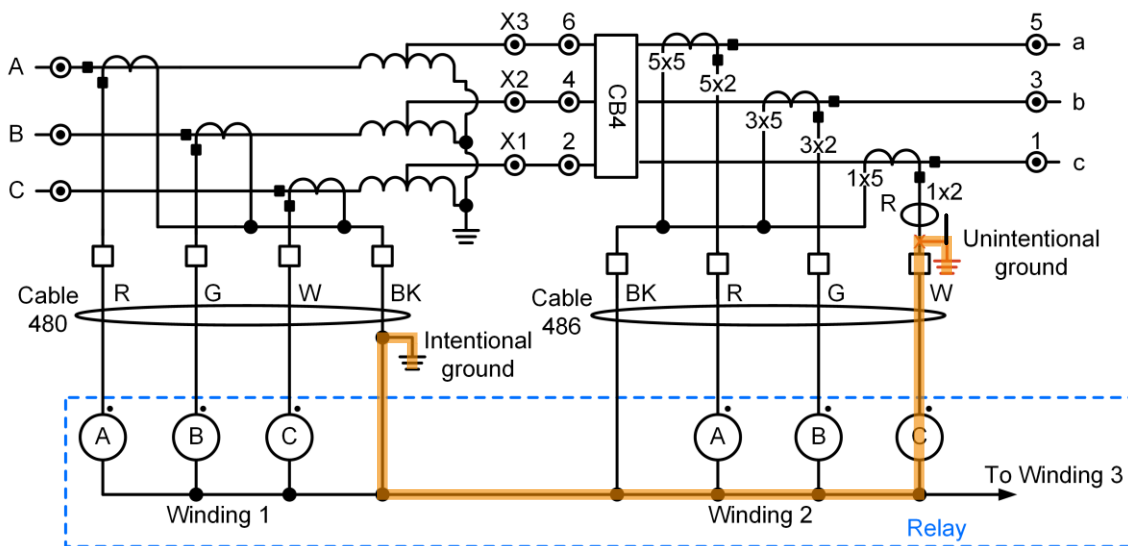 X3 6 5
A a
5x5 5x2
X2 4 CB4 3
B b
3x5 3x2
X1 2 1
C c
1x5 1x2
R
Unintentional
ground
Cable
480
R G W BK
Cable
486
BK R G W
Intentional
ground
A B C A B C
To Winding 3
Winding 1 Winding 2
Relay